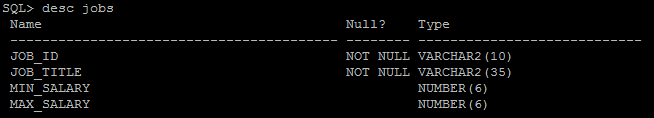 SQL> desc jobs
 Name                                      Null?    Type
 ----------------------------------------- -------- ----------------------------
 JOB_ID                                    NOT NULL VARCHAR2(10)
 JOB_TITLE                                 NOT NULL VARCHAR2(35)
 MIN_SALARY                                         NUMBER(6)
 MAX_SALARY                                         NUMBER(6)